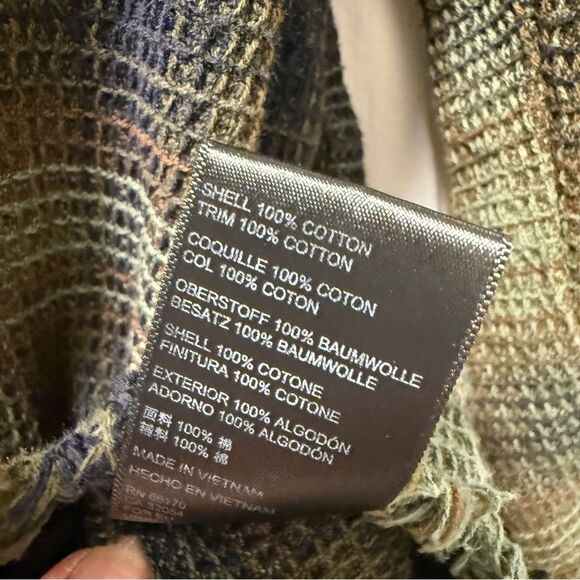 SHELL 100% COTTON
TRIM 100% COTTON
COQUILLE 100% COTON
COL 100% COTON
OBERSTOFF 100% BAUMWOLLE
BESATZ 100% BAUMWOLLE
SHELL 100% COTONE
FINITURA 100% COTONE
EXTERIOR 100% ALGODÓN
ADORNO 100% ALGODÓN
面料 100% 棉
辅料 100% 棉
MADE IN VIETNAM
HECHO EN VIETNAM
RN